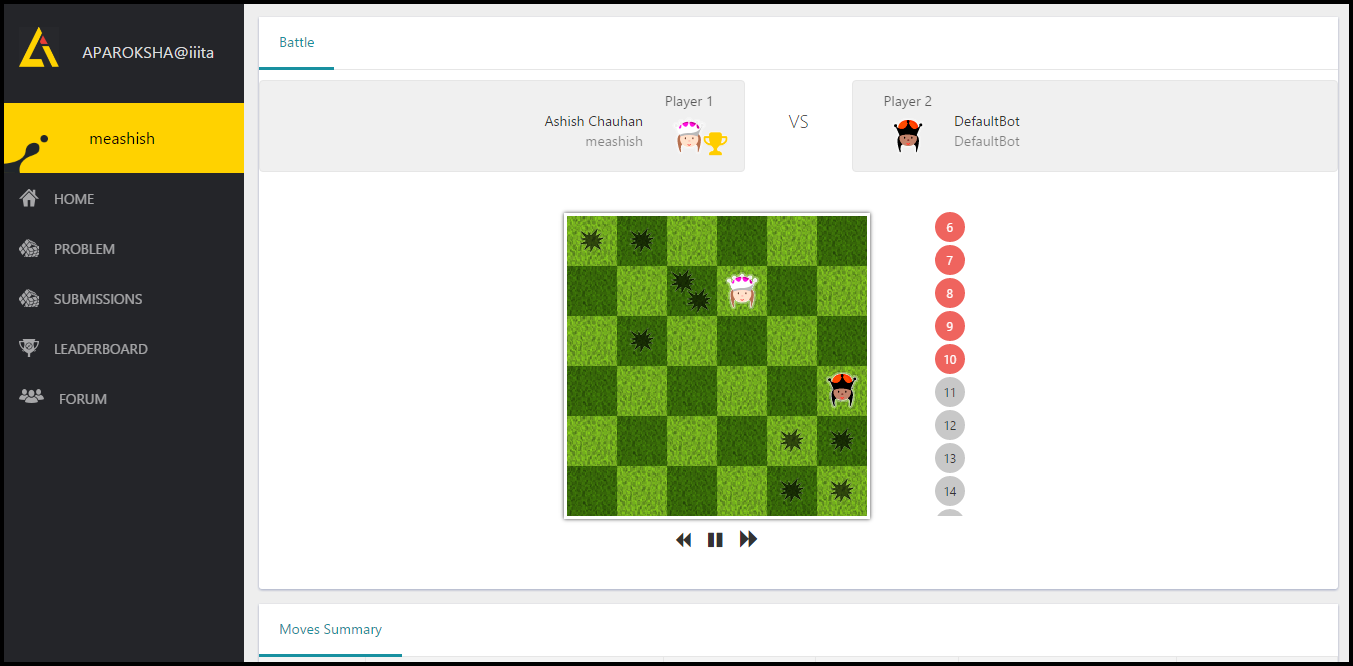 APAROKSHA@iiita
meashish
HOME
PROBLEM
SUBMISSIONS
LEADERBOARD
FORUM
Battle
Player 1
Ashish Chauhan
meashish
VS
Player 2
DefaultBot
DefaultBot
6
7
8
9
10
11
12
13
14
Moves Summary